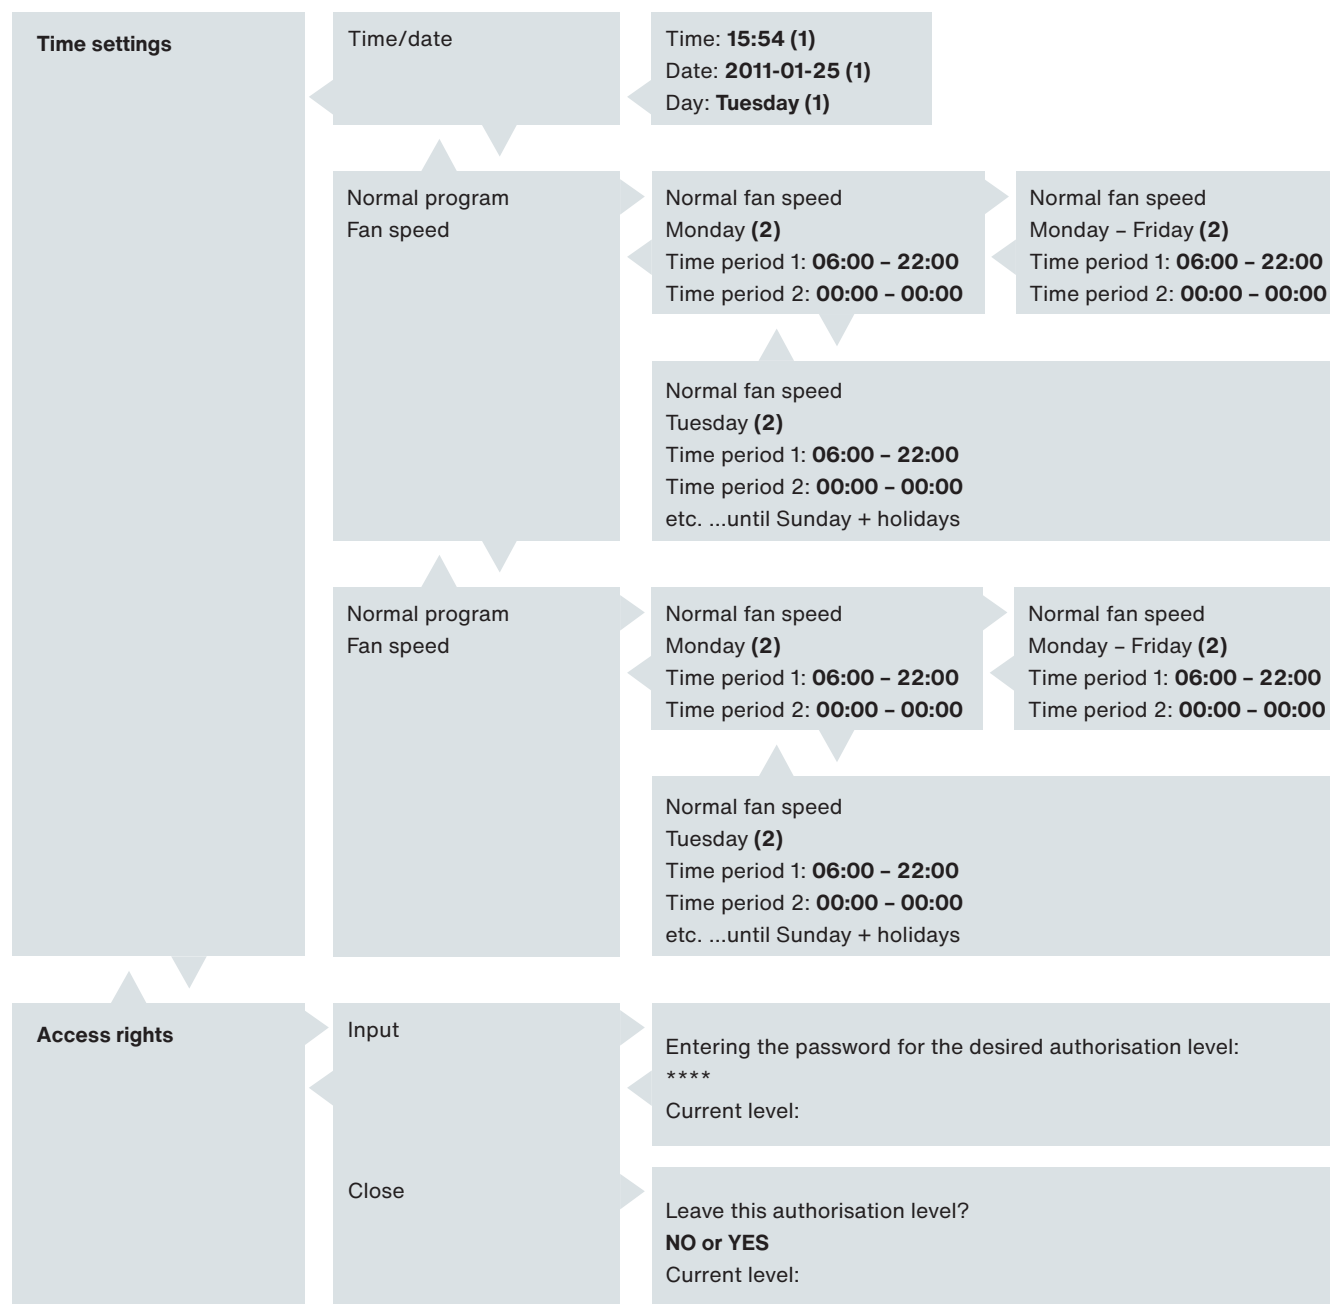 Time settings
Time/date
Time: 15:54 (1)
Date: 2011-01-25 (1)
Day: Tuesday (1)
Normal program
Fan speed
Normal fan speed
Monday (2)
Time period 1: 06:00 – 22:00
Time period 2: 00:00 – 00:00
Normal fan speed
Monday – Friday (2)
Time period 1: 06:00 – 22:00
Time period 2: 00:00 – 00:00
Normal fan speed
Tuesday (2)
Time period 1: 06:00 – 22:00
Time period 2: 00:00 – 00:00
etc. ...until Sunday + holidays
Normal program
Fan speed
Normal fan speed
Monday (2)
Time period 1: 06:00 – 22:00
Time period 2: 00:00 – 00:00
Normal fan speed
Monday – Friday (2)
Time period 1: 06:00 – 22:00
Time period 2: 00:00 – 00:00
Normal fan speed
Tuesday (2)
Time period 1: 06:00 – 22:00
Time period 2: 00:00 – 00:00
etc. ...until Sunday + holidays
Access rights
Input
Entering the password for the desired authorisation level:
****
Current level:
Close
Leave this authorisation level?
NO or YES
Current level: